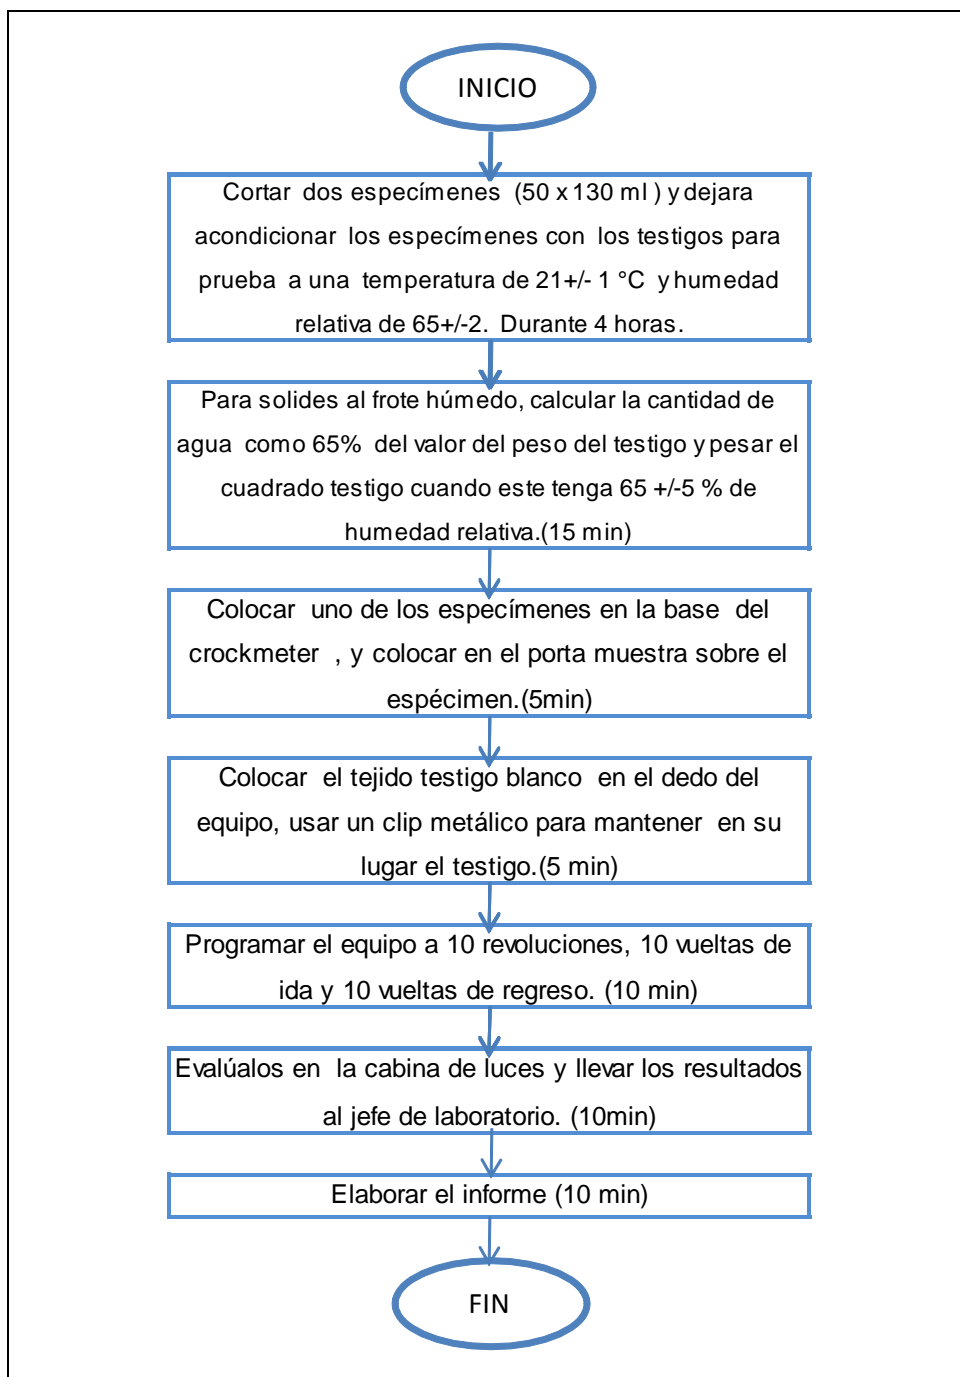 INICIO
Cortar dos especímenes (50 x 130 ml ) y dejara
acondicionar los especímenes con los testigos para
prueba a una temperatura de 21+/- 1 °C y humedad
relativa de 65+/-2. Durante 4 horas.
Para solides al frote húmedo, calcular la cantidad de
agua como 65% del valor del peso del testigo y pesar el
cuadrado testigo cuando este tenga 65 +/-5 % de
humedad relativa.(15 min)
Colocar uno de los especímenes en la base del
crockmeter , y colocar en el porta muestra sobre el
espécimen.(5min)
Colocar el tejido testigo blanco en el dedo del
equipo, usar un clip metálico para mantener en su
lugar el testigo.(5 min)
Programar el equipo a 10 revoluciones, 10 vueltas de
ida y 10 vueltas de regreso. (10 min)
Evalúalos en la cabina de luces y llevar los resultados
al jefe de laboratorio. (10min)
Elaborar el informe (10 min)
FIN